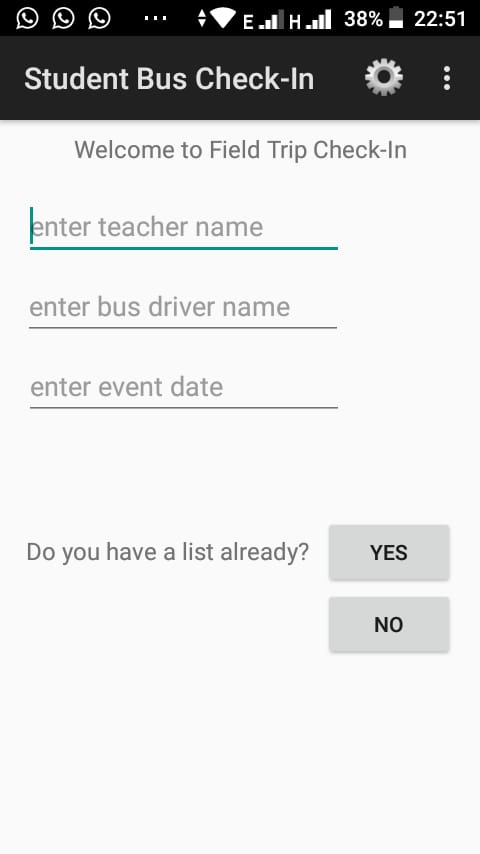 E H 38% 22:51
Student Bus Check-In
Welcome to Field Trip Check-In
enter teacher name
enter bus driver name
enter event date
Do you have a list already? YES
NO